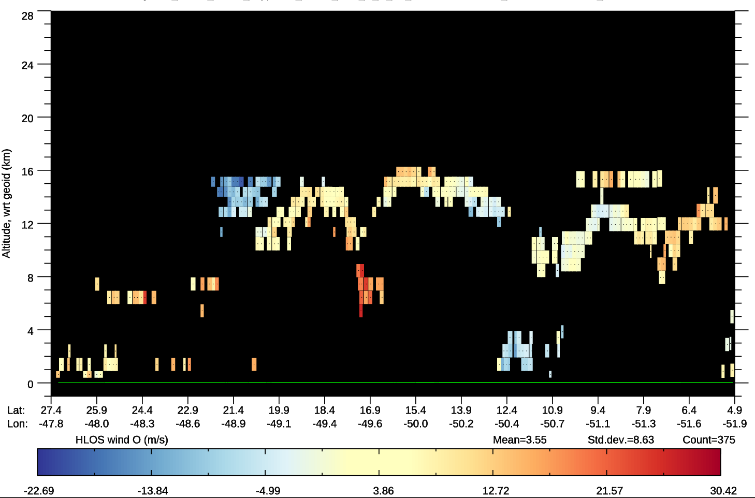 28
24
20
16
12
8
4
0
Altitude, wrt geoid (km)
Lat: 27.4 25.9 24.4 22.9 21.4 19.9 18.4 16.9 15.4 13.9 12.4 10.9 9.4 7.9 6.4 4.9
Lon: -47.8 -48.0 -48.3 -48.6 -48.9 -49.1 -49.4 -49.6 -50.0 -50.2 -50.4 -50.7 -51.1 -51.3 -51.6 -51.9
HLOS wind O (m/s) Mean=3.55 Std.dev.=8.63 Count=375
-22.69 -13.84 -4.99 3.86 12.72 21.57 30.42